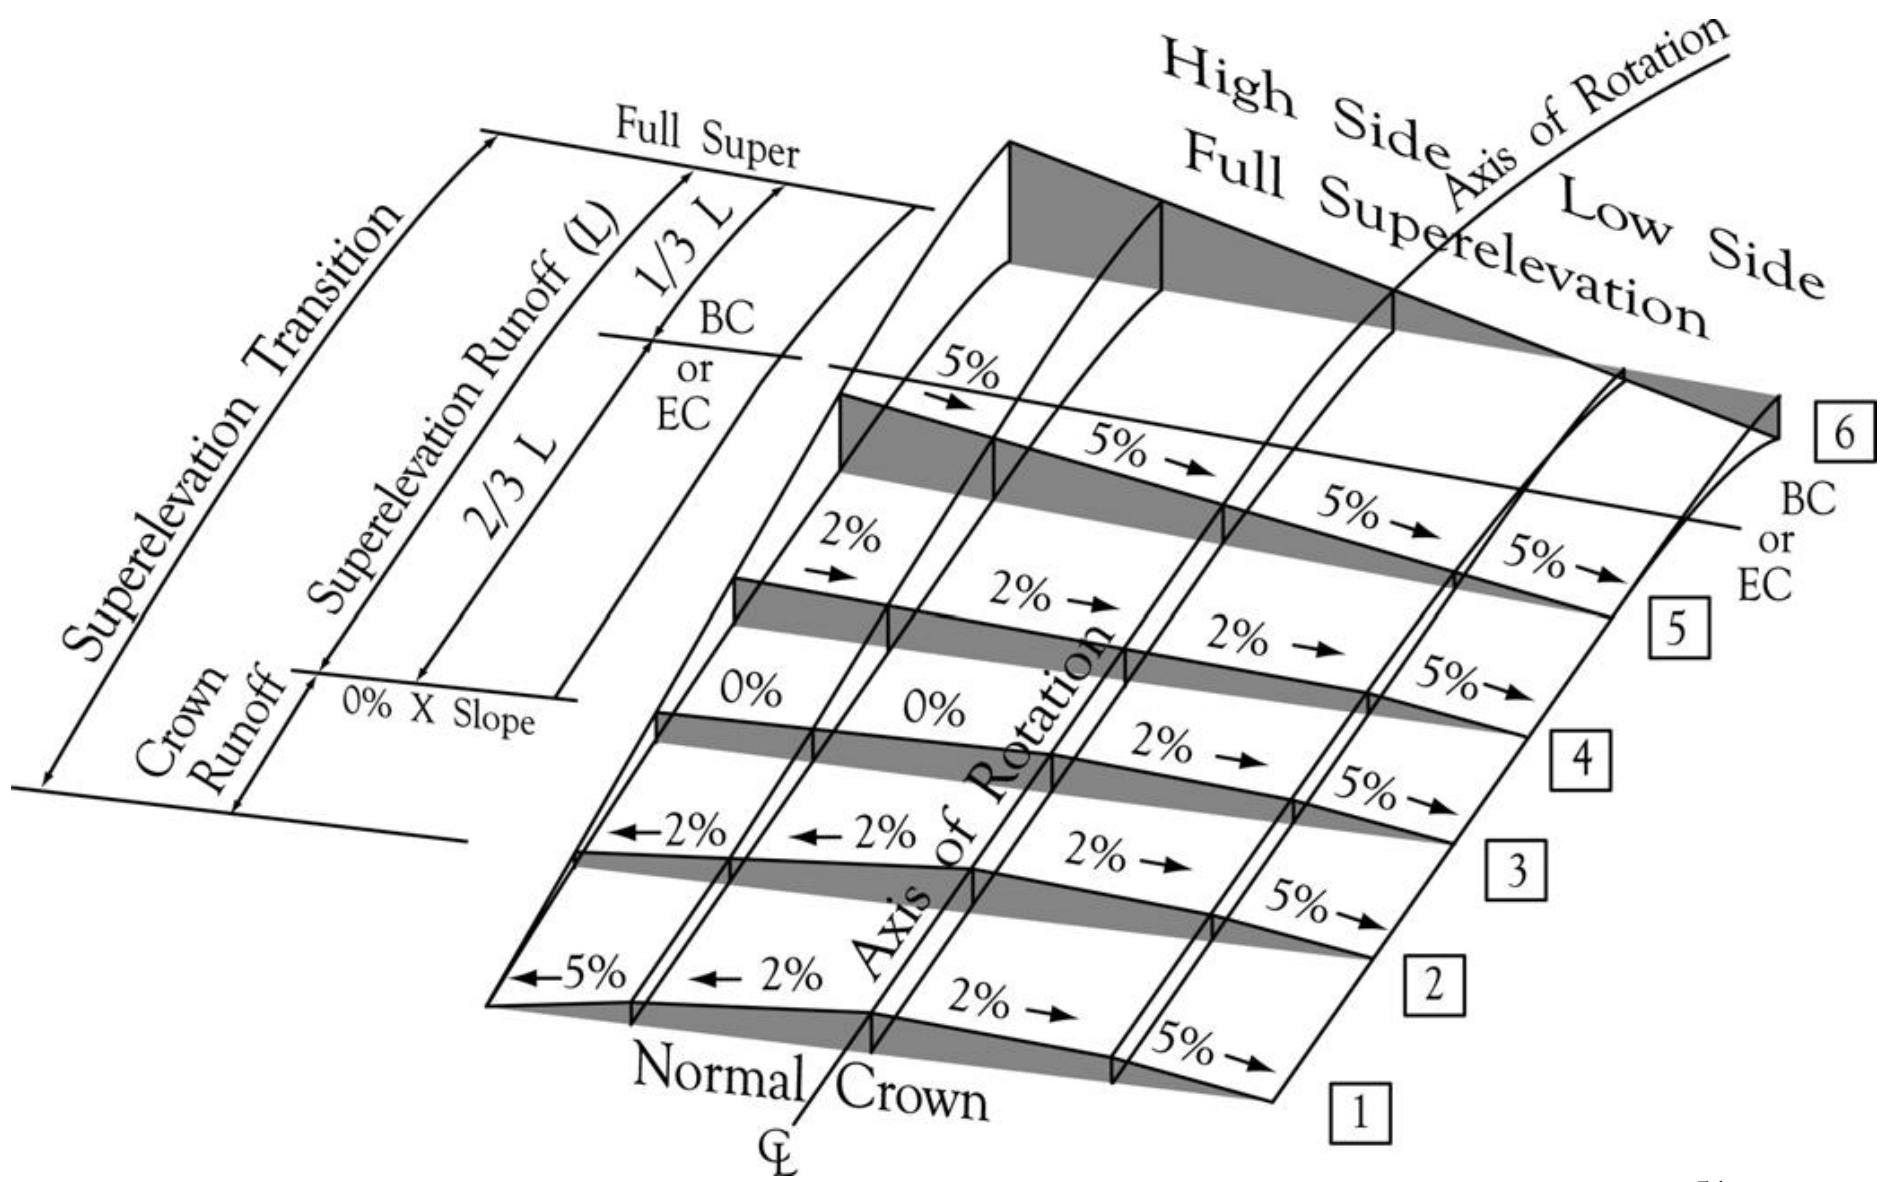 High Side
Axis of Rotation
Low Side
Full Superelevation
Full Super
Superelevation Transition
Superelevation Runoff (L)
1/3 L
BC
or
EC
2/3 L
Crown
Runoff
0% X Slope
5%
5%
5%
5%
6
BC
or
EC
2%
2%
2%
5%
5
0%
0%
2%
5%
4
2%
2%
2%
5%
3
5%
2%
2%
5%
2
Axis of Rotation
Normal Crown
℄
1